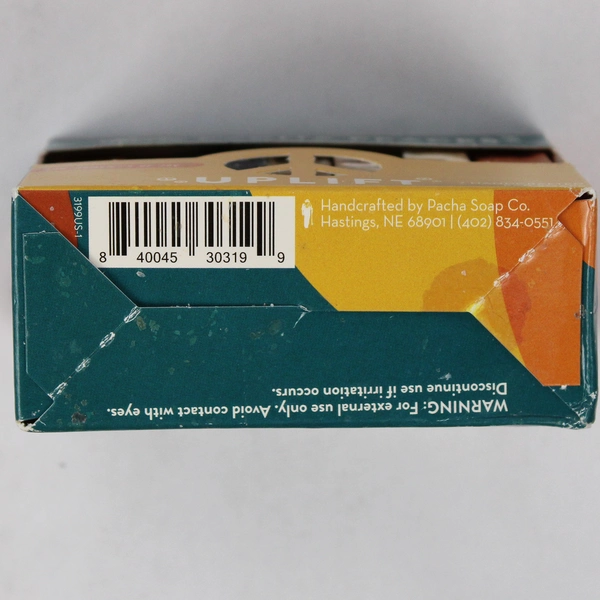 UPLIFT
3199US-1
8 40045 30319 9
Handcrafted by Pacha Soap Co.
Hastings, NE 68901 | (402) 834-0551
WARNING: For external use only. Avoid contact with eyes.
Discontinue use if irritation occurs.